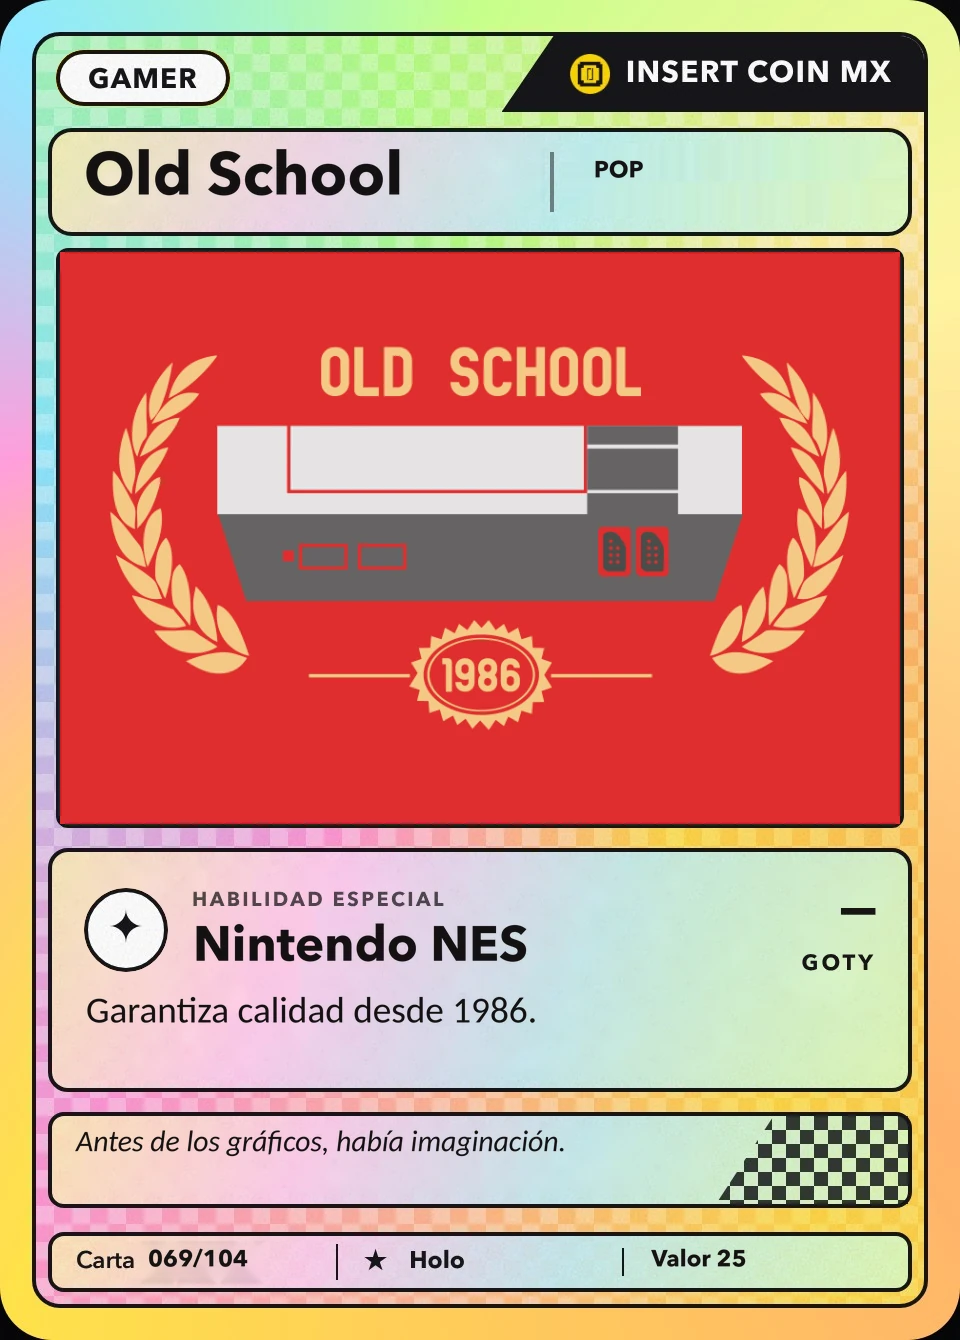 GAMER
INSERT COIN MX
Old School
POP
OLD SCHOOL
1986
HABILIDAD ESPECIAL
Nintendo NES
—
GOTY
Garantiza calidad desde 1986.
Antes de los gráficos, había imaginación.
Carta 069/104
★ Holo
Valor 25